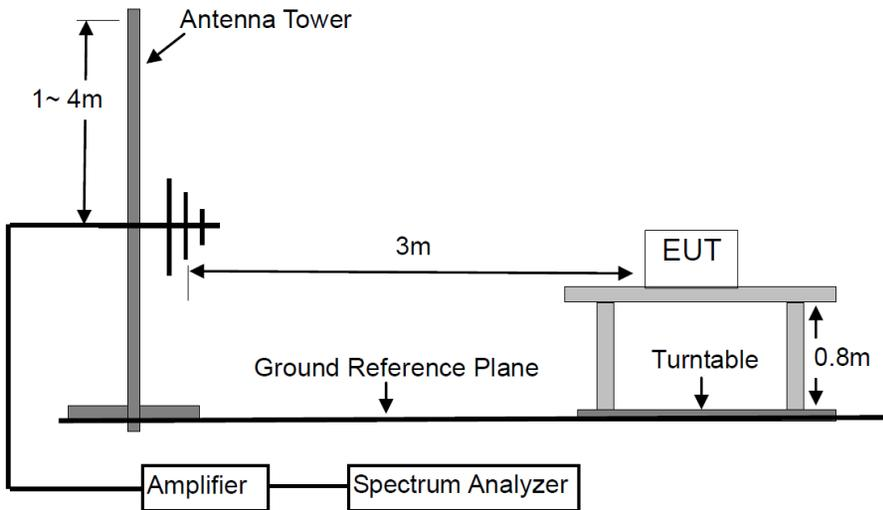 Antenna Tower
1~ 4m
3m
EUT
Ground Reference Plane
Turntable
0.8m
Amplifier
Spectrum Analyzer